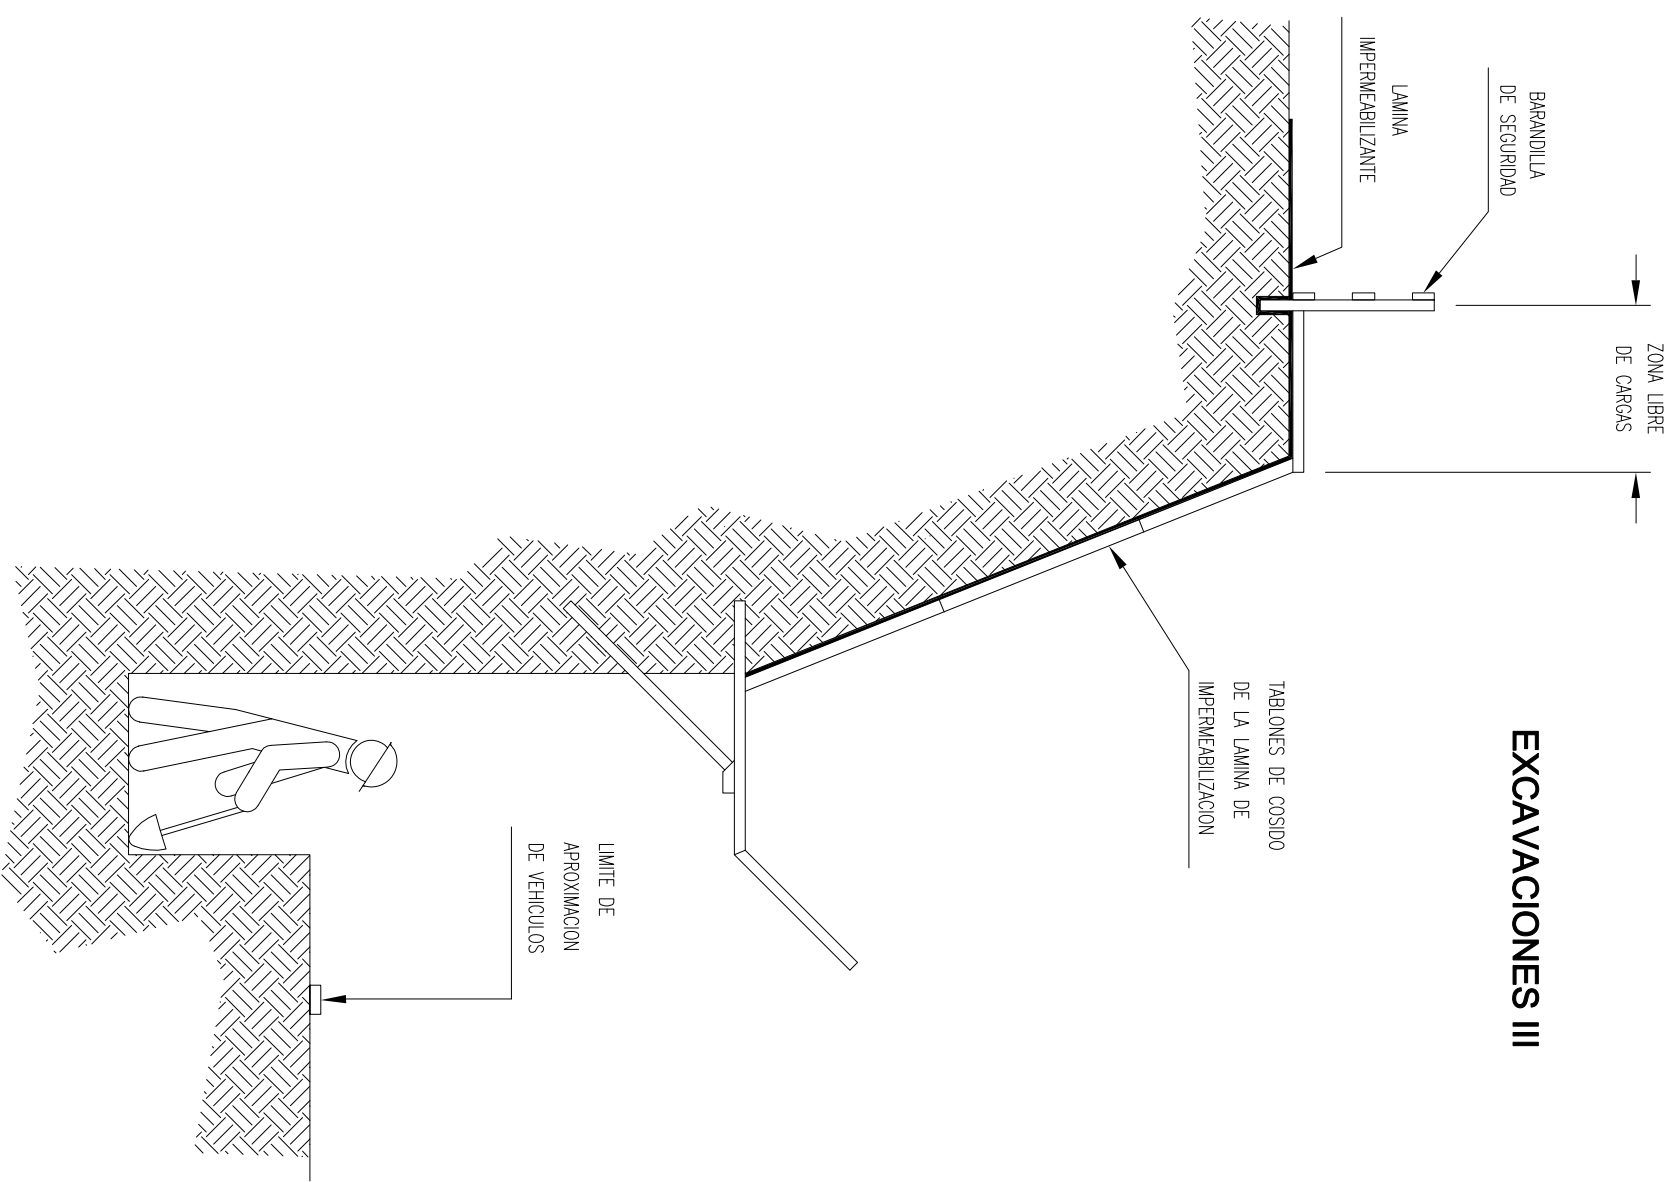 EXCAVACIONES III
ZONA LIBRE
DE CARGAS
BARANDILLA
DE SEGURIDAD
LAMINA
IMPERMEABILIZANTE
TABLONES DE COSIDO
DE LA LAMINA DE
IMPERMEABILIZACION
LIMITE DE
APROXIMACION
DE VEHICULOS